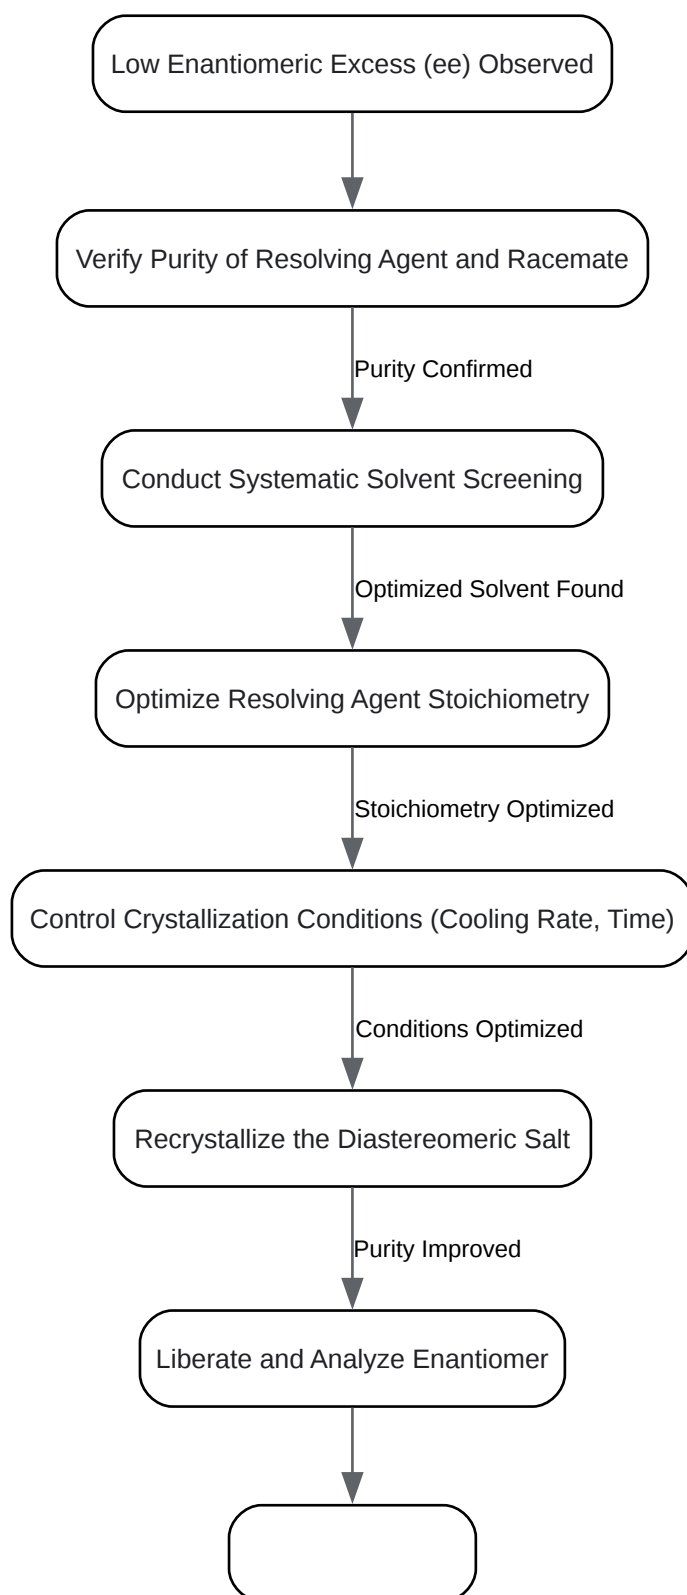 Low Enantiomeric Excess (ee) Observed
Verify Purity of Resolving Agent and Racemate
Purity Confirmed
Conduct Systematic Solvent Screening
Optimized Solvent Found
Optimize Resolving Agent Stoichiometry
Stoichiometry Optimized
Control Crystallization Conditions (Cooling Rate, Time)
Conditions Optimized
Recrystallize the Diastereomeric Salt
Purity Improved
Liberate and Analyze Enantiomer